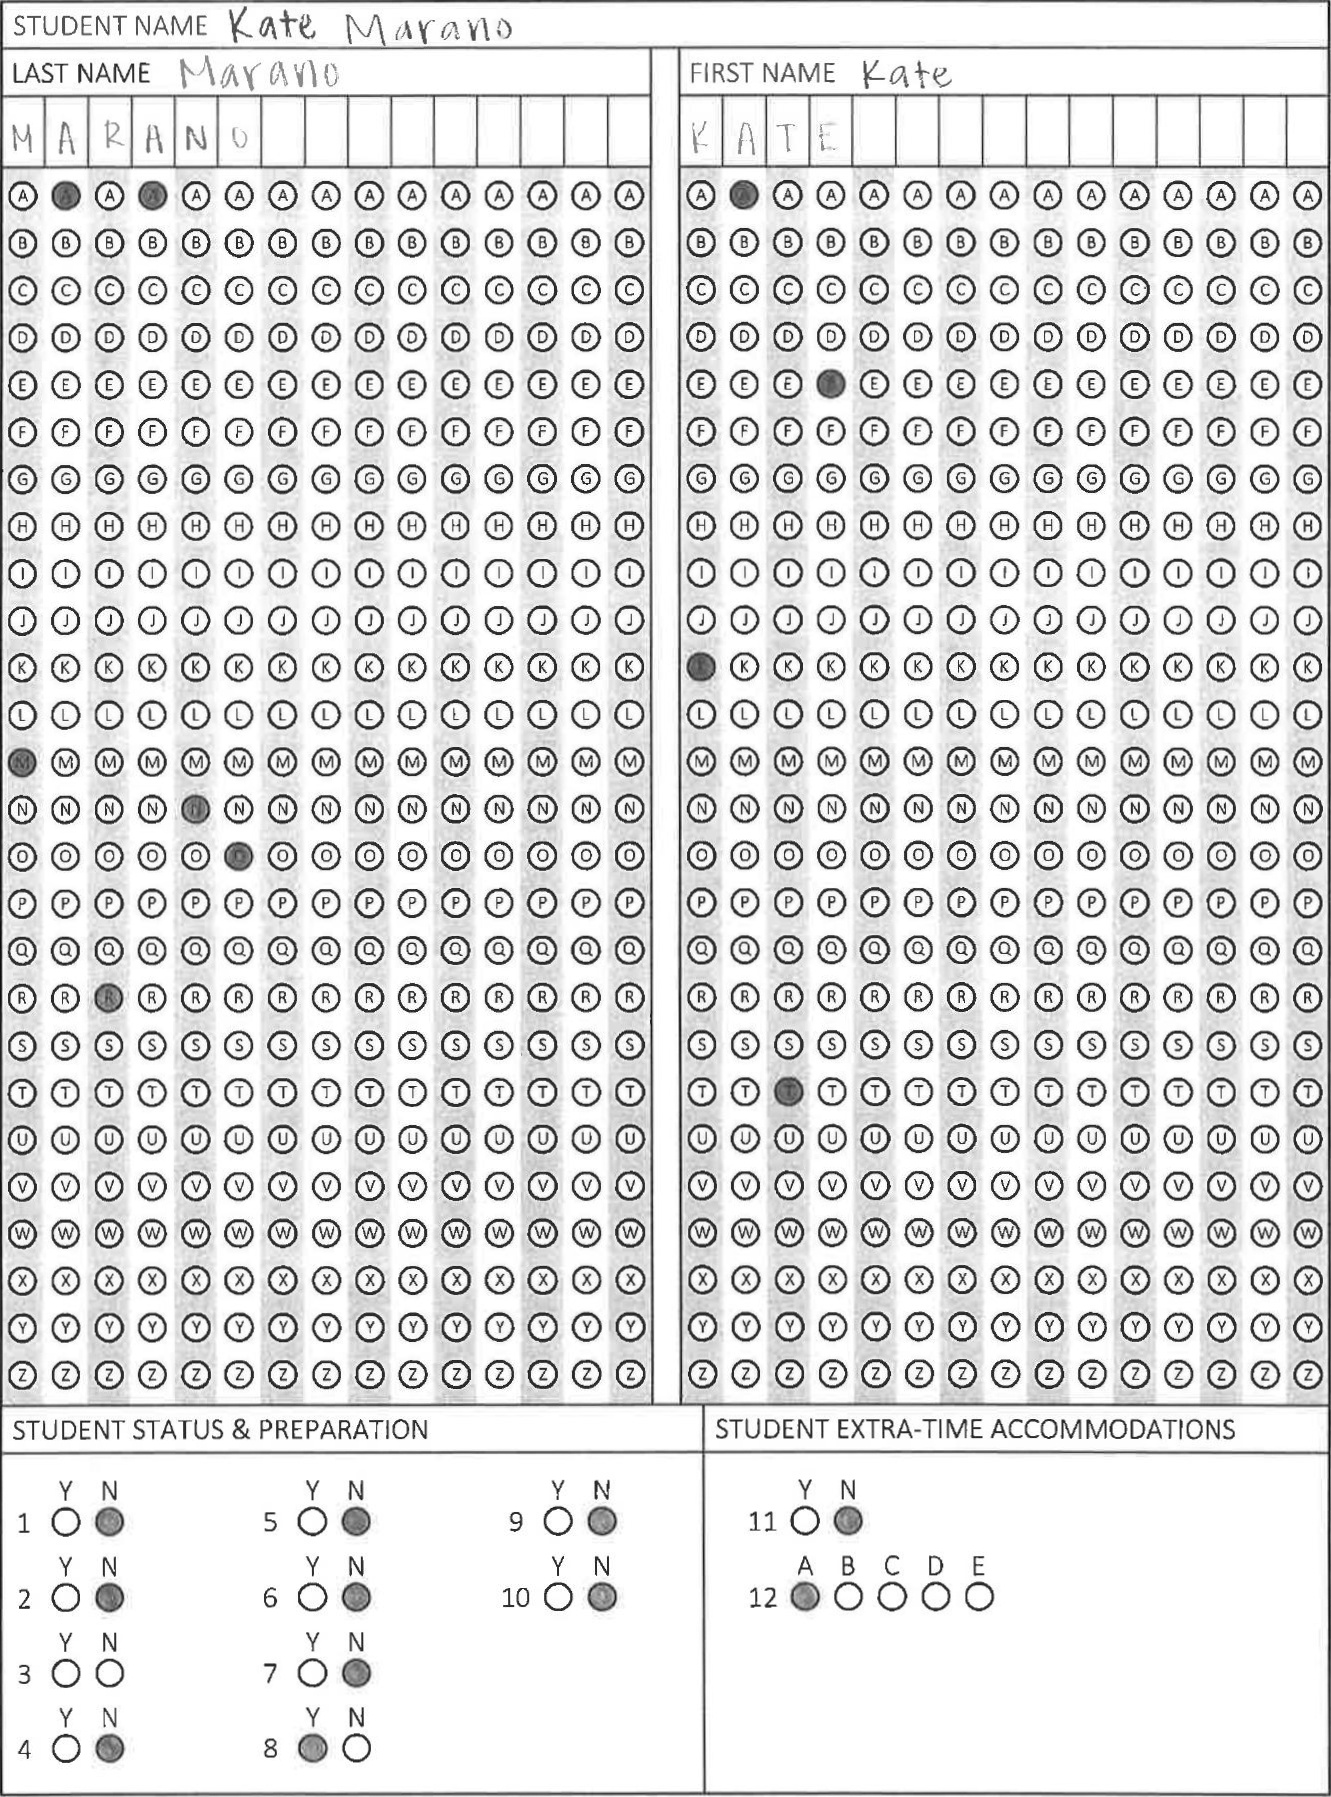 STUDENT NAME Kate Marano
LAST NAME Marano FIRST NAME Kate
M A R A N O K A T E
A A A A A A A A A A A A A A A A A A A A A A A A A A A A A A
B B B B B B B B B B B B B B B B B B B B B B B B B B B B B B
C C C C C C C C C C C C C C C C C C C C C C C C C C C C C C
D D D D D D D D D D D D D D D D D D D D D D D D D D D D D D
E E E E E E E E E E E E E E E E E E E E E E E E E E E E E E
F F F F F F F F F F F F F F F F F F F F F F F F F F F F F F
G G G G G G G G G G G G G G G G G G G G G G G G G G G G G G
H H H H H H H H H H H H H H H H H H H H H H H H H H H H H H
I I I I I I I I I I I I I I I I I I I I I I I I I I I I I I
J J J J J J J J J J J J J J J J J J J J J J J J J J J J J J
K K K K K K K K K K K K K K K K K K K K K K K K K K K K K K
L L L L L L L L L L L L L L L L L L L L L L L L L L L L L L
M M M M M M M M M M M M M M M M M M M M M M M M M M M M M M
N N N N N N N N N N N N N N N N N N N N N N N N N N N N N N
O O O O O O O O O O O O O O O O O O O O O O O O O O O O O O
P P P P P P P P P P P P P P P P P P P P P P P P P P P P P P
Q Q Q Q Q Q Q Q Q Q Q Q Q Q Q Q Q Q Q Q Q Q Q Q Q Q Q Q Q Q
R R R R R R R R R R R R R R R R R R R R R R R R R R R R R R
S S S S S S S S S S S S S S S S S S S S S S S S S S S S S S
T T T T T T T T T T T T T T T T T T T T T T T T T T T T T T
U U U U U U U U U U U U U U U U U U U U U U U U U U U U U U
V V V V V V V V V V V V V V V V V V V V V V V V V V V V V V
W W W W W W W W W W W W W W W W W W W W W W W W W W W W W W
X X X X X X X X X X X X X X X X X X X X X X X X X X X X X X
Y Y Y Y Y Y Y Y Y Y Y Y Y Y Y Y Y Y Y Y Y Y Y Y Y Y Y Y Y Y
Z Z Z Z Z Z Z Z Z Z Z Z Z Z Z Z Z Z Z Z Z Z Z Z Z Z Z Z Z Z
STUDENT STATUS & PREPARATION STUDENT EXTRA-TIME ACCOMMODATIONS
Y N Y N Y N Y N
1 5 9 11
Y N Y N Y N A B C D E
2 6 10 12
Y N Y N
3 7
Y N Y N
4 8